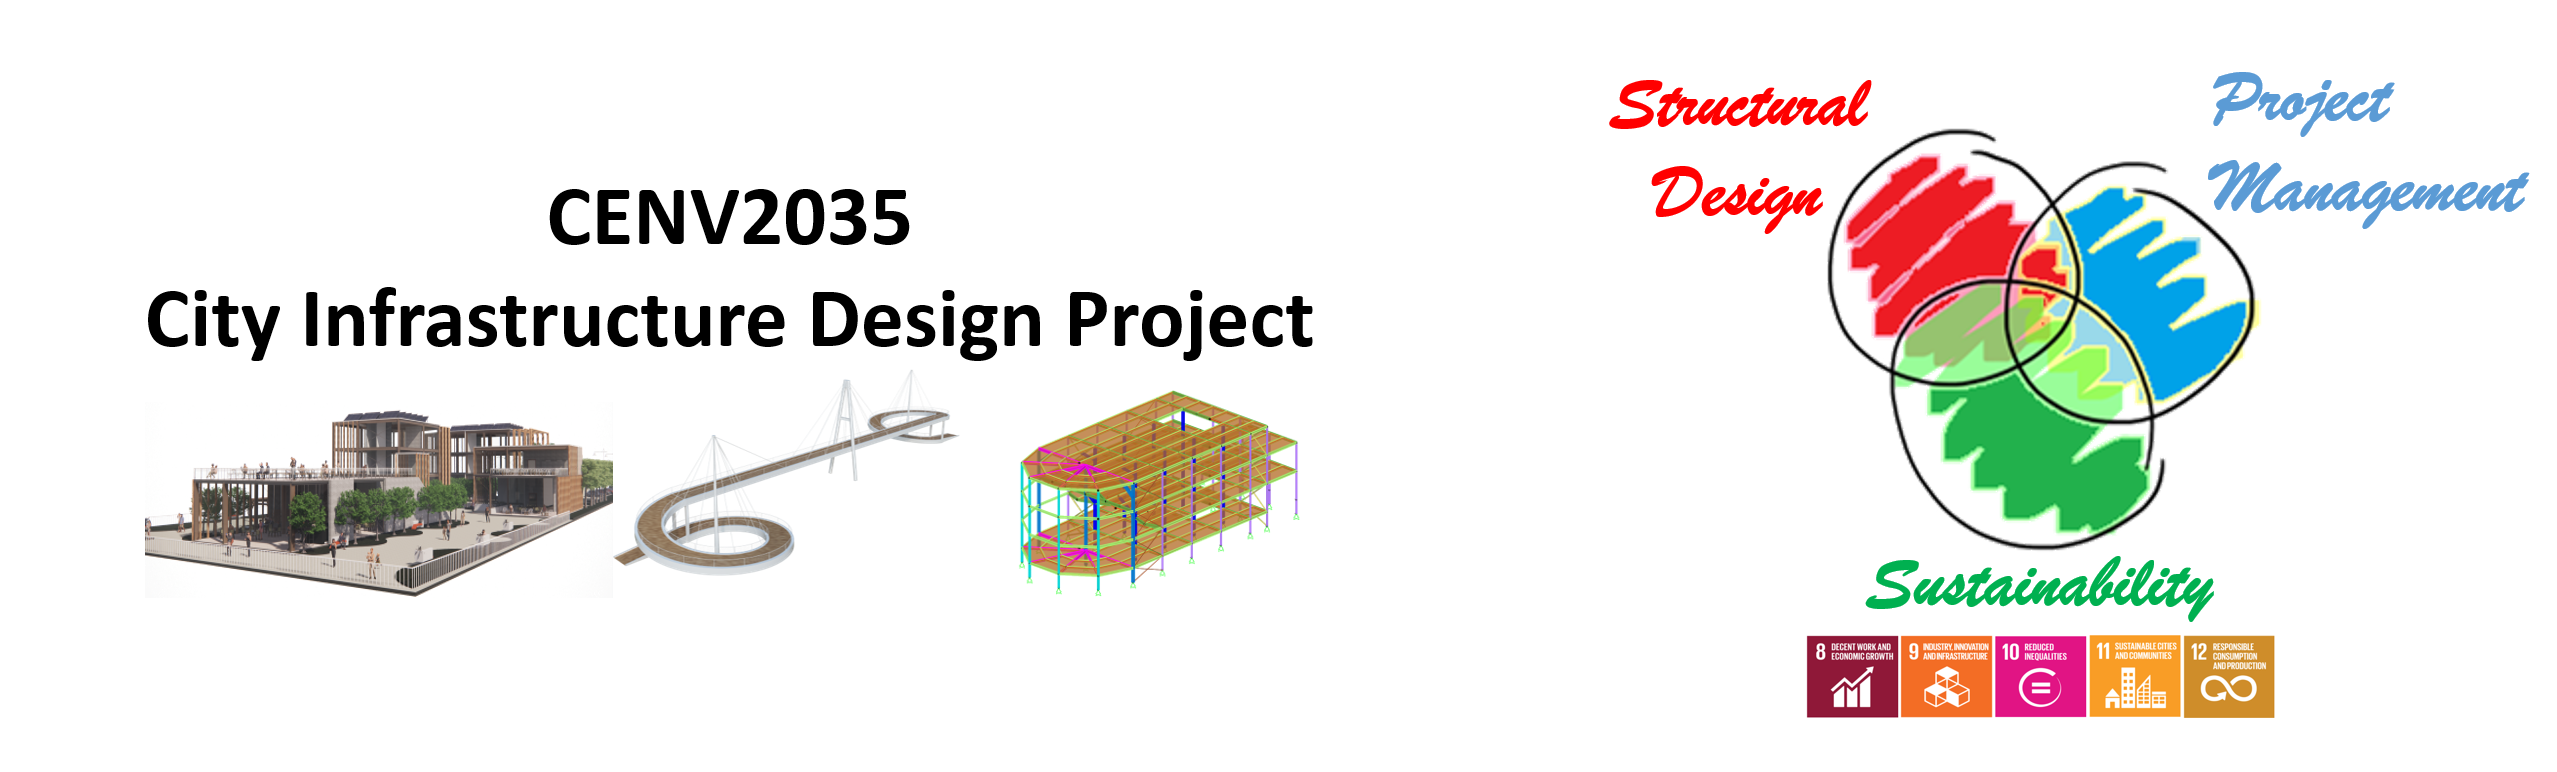 CENV2035
City Infrastructure Design Project
Structural
Design
Project
Management
Sustainability
8 DECENT WORK AND
ECONOMIC GROWTH
9 INDUSTRY, INNOVATION
AND INFRASTRUCTURE
10 REDUCED
INEQUALITIES
11 SUSTAINABLE CITIES
AND COMMUNITIES
12 RESPONSIBLE
CONSUMPTION
AND PRODUCTION